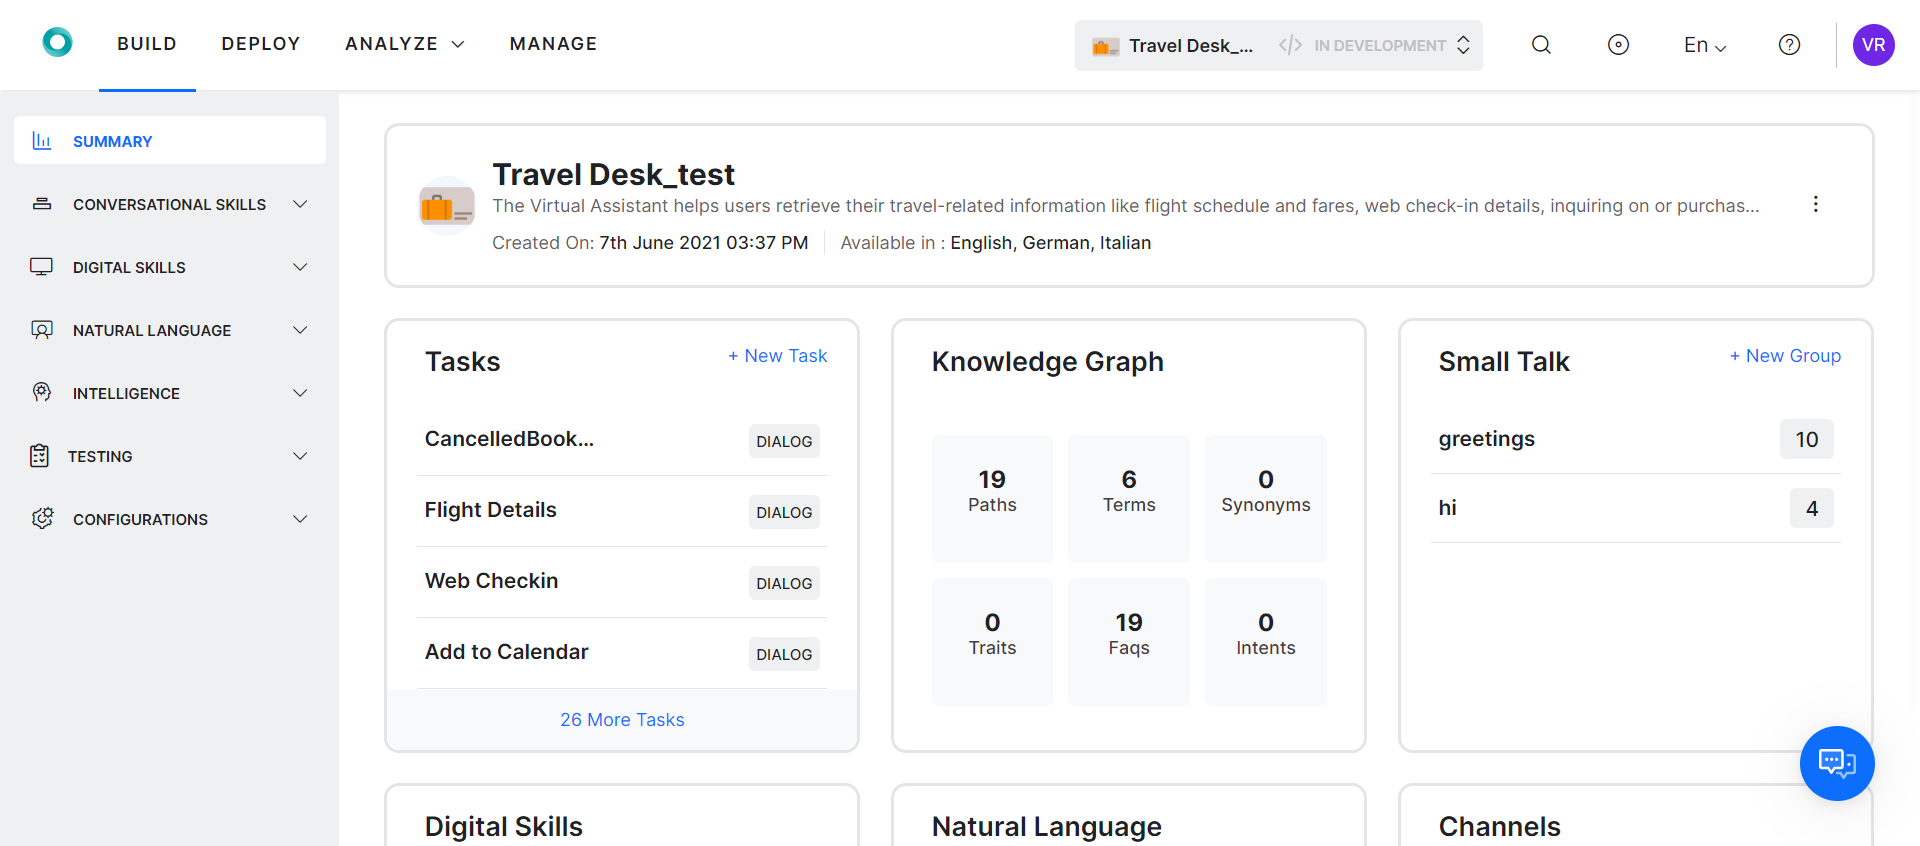 BUILD DEPLOY ANALYZE MANAGE Travel Desk_... </> IN DEVELOPMENT En ? VR
SUMMARY
CONVERSATIONAL SKILLS
DIGITAL SKILLS
NATURAL LANGUAGE
INTELLIGENCE
TESTING
CONFIGURATIONS
Travel Desk_test
The Virtual Assistant helps users retrieve their travel-related information like flight schedule and fares, web check-in details, inquiring on or purchas...
Created On: 7th June 2021 03:37 PM Available in : English, German, Italian
Tasks + New Task
CancelledBook... DIALOG
Flight Details DIALOG
Web Checkin DIALOG
Add to Calendar DIALOG
26 More Tasks
Knowledge Graph
19 6 0
Paths Terms Synonyms
0 19 0
Traits Faqs Intents
Small Talk + New Group
greetings 10
hi 4
Digital Skills
Natural Language
Channels